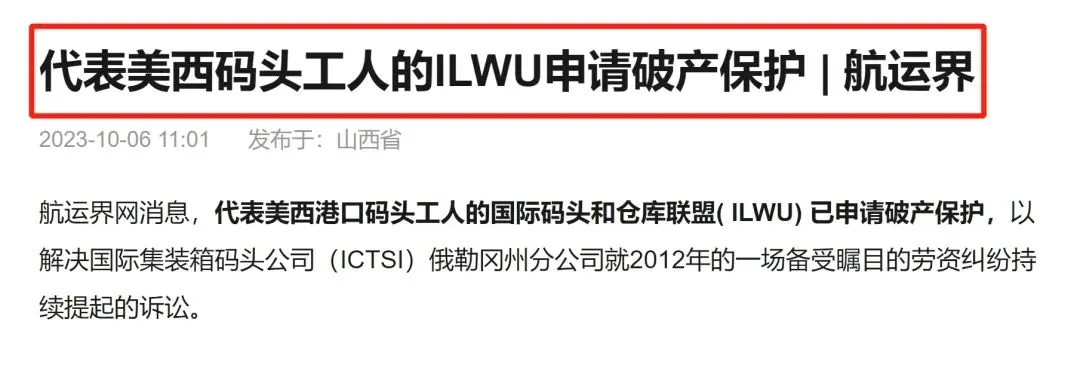 代表美西码头工人的ILWU申请破产保护 | 航运界
2023-10-06 11:01 发布于：山西省
航运界网消息，代表美西港口码头工人的国际码头和仓库联盟( ILWU) 已申请破产保护，以
解决国际集装箱码头公司（ICTSI）俄勒冈州分公司就2012年的一场备受瞩目的劳资纠纷持
续提起的诉讼。